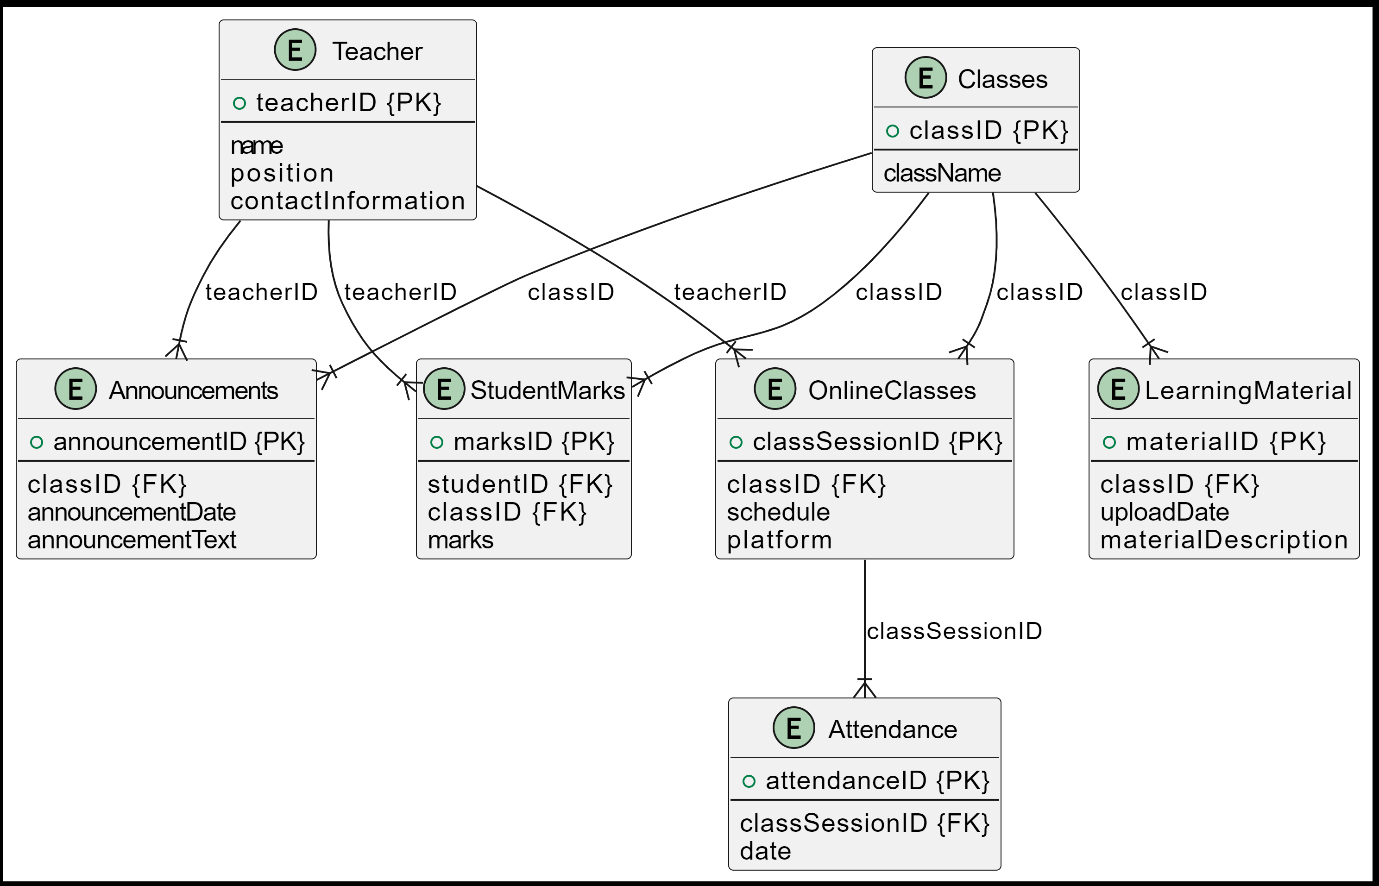 E Teacher
teacherID {PK}
name
position
contactInformation
E Classes
classID {PK}
className
teacherID
teacherID
classID
teacherID
classID
classID
classID
E Announcements
announcementID {PK}
classID {FK}
announcementDate
announcementText
E StudentMarks
marksID {PK}
studentID {FK}
classID {FK}
marks
E OnlineClasses
classSessionID {PK}
classID {FK}
schedule
platform
E LearningMaterial
materialID {PK}
classID {FK}
uploadDate
materialDescription
classSessionID
E Attendance
attendanceID {PK}
classSessionID {FK}
date